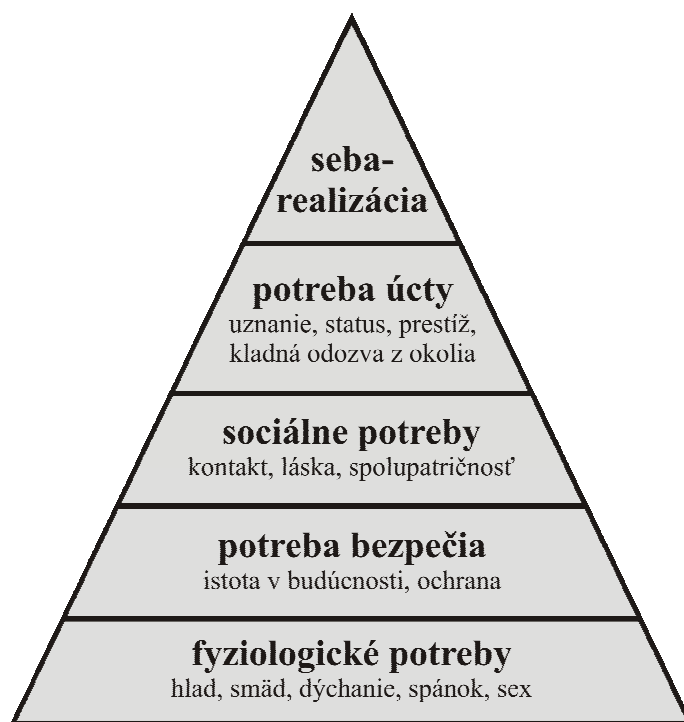 seba-
realizácia
potreba úcty
uznanie, status, prestíž,
kladná odozva z okolia
sociálne potreby
kontakt, láska, spolupatričnosť
potreba bezpečia
istota v budúcnosti, ochrana
fyziologické potreby
hlad, smäd, dýchanie, spánok, sex